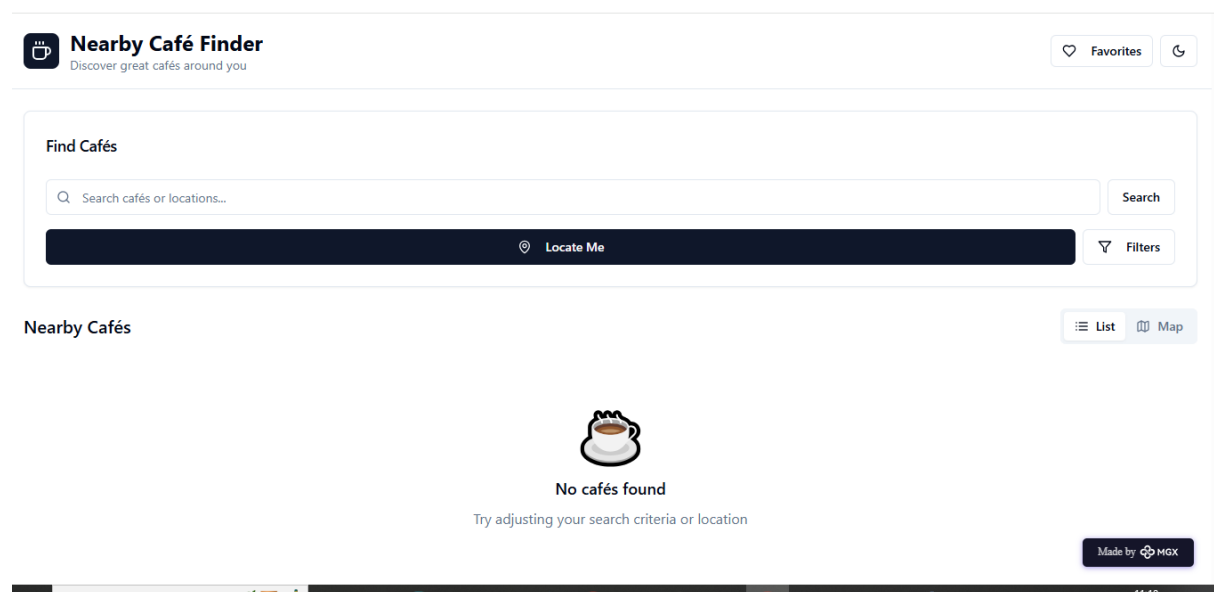 Nearby Café Finder
Discover great cafés around you
Favorites
Find Cafés
Search cafés or locations...
Search
Locate Me
Filters
Nearby Cafés
List
Map
No cafés found
Try adjusting your search criteria or location
Made by MGX